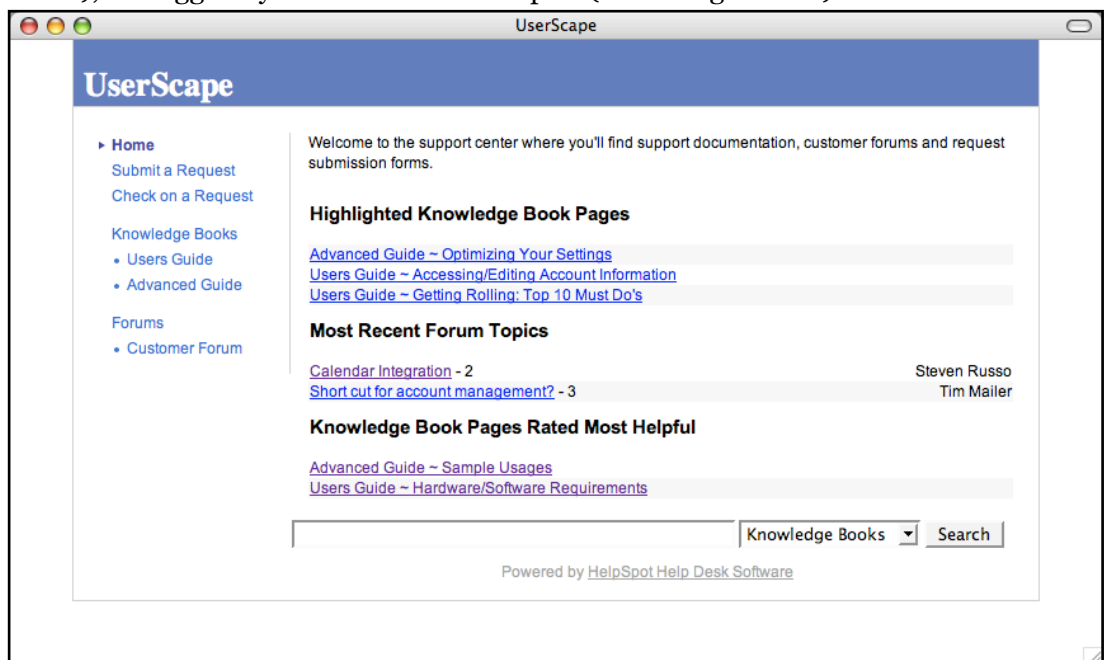 UserScape
UserScape
Home
Submit a Request
Check on a Request
Knowledge Books
Users Guide
Advanced Guide
Forums
Customer Forum
Welcome to the support center where you'll find support documentation, customer forums and request
submission forms.
Highlighted Knowledge Book Pages
Advanced Guide ~ Optimizing Your Settings
Users Guide ~ Accessing/Editing Account Information
Users Guide ~ Getting Rolling: Top 10 Must Do's
Most Recent Forum Topics
Calendar Integration - 2 Steven Russo
Short cut for account management? - 3 Tim Mailer
Knowledge Book Pages Rated Most Helpful
Advanced Guide ~ Sample Usages
Users Guide ~ Hardware/Software Requirements
Knowledge Books Search
Powered by HelpSpot Help Desk Software